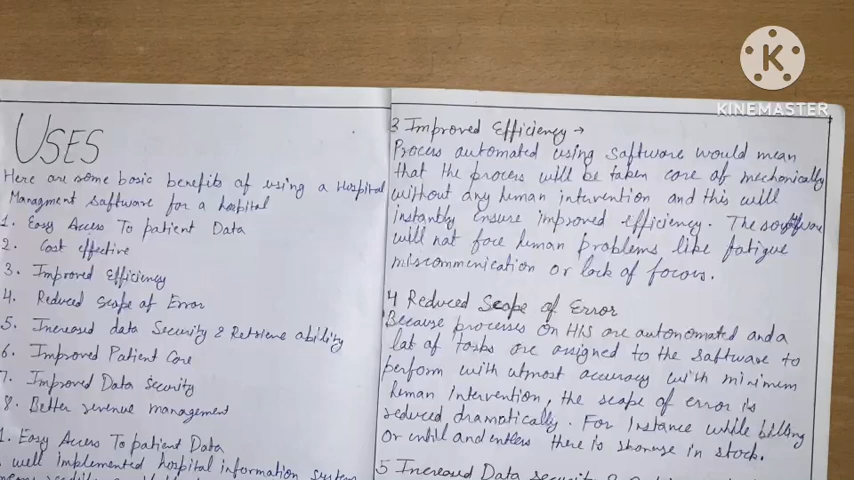 USES
Here are some basic benefits of using a Hospital
Managment software for a hospital
1. Easy Access To patient Data
2. Cost effective
3. Improved Efficiency
4. Reduced scope of Error
5. Increased data Security & Retrieve ability
6. Improved Patient Care
7. Improved Data Security
8. Better revenue management
1. Easy Access To patient Data
well implemented hospital information system
3 Improved Efficiency →
Process automated using software would mean
that the process will be taken care of mechonically
without any human intervention and this will
instantly ensure improved efficiency. The software
will not face human problems like fatigue
miscommunication or lack of focus.
4 Reduced Scope of Error
Because processes on HIS are autonomated and a
lot of tasks are assigned to the software to
perform with utmost accuracy with minimum
human intervention, the scope of error is
reduced dramatically. For Instance while billing
or until and there is in stock.
5 Increased Data security &
K
KINEMASTER